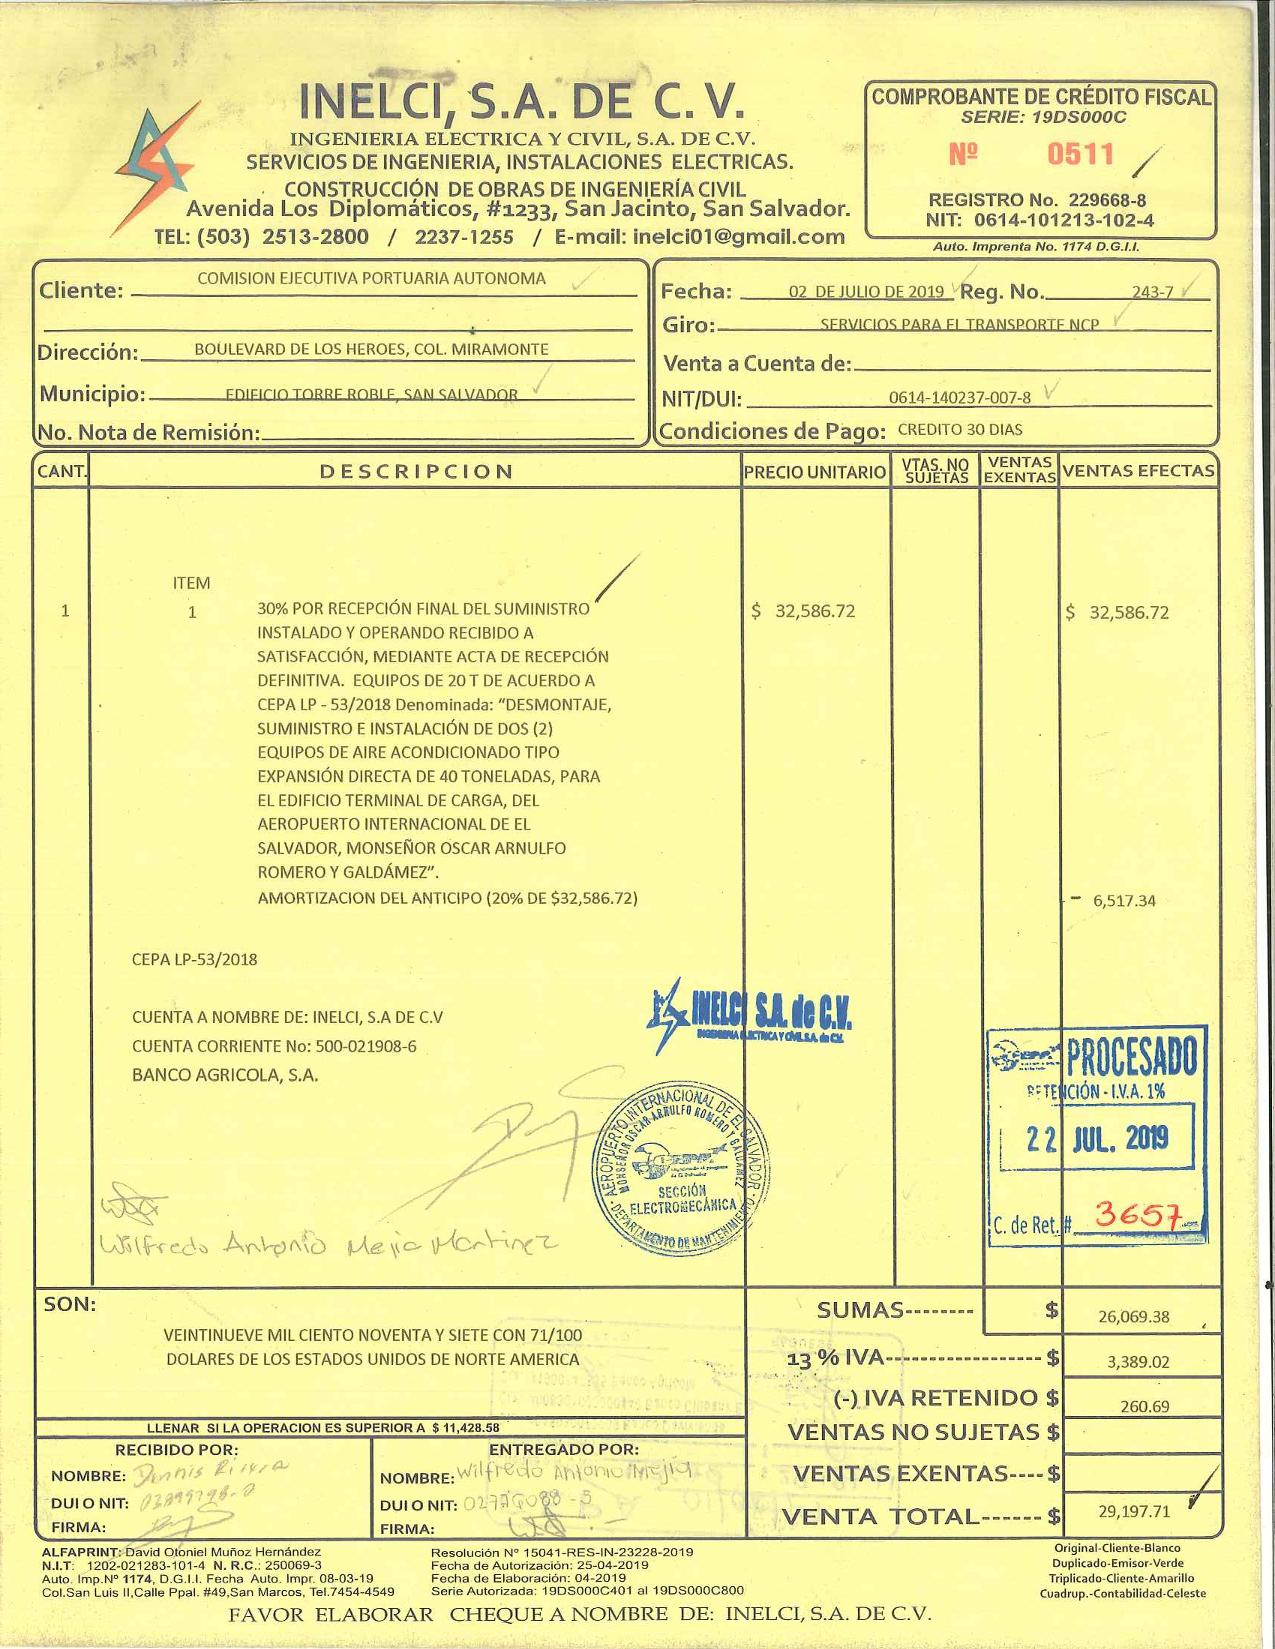 INELCI, S.A. DE C. V.
INGENIERIA ELECTRICA Y CIVIL, S.A. DE C.V.
SERVICIOS DE INGENIERIA, INSTALACIONES ELECTRICAS.
CONSTRUCCIÓN DE OBRAS DE INGENIERÍA CIVIL
Avenida Los Diplomáticos, #1233, San Jacinto, San Salvador.
TEL: (503) 2513-2800 / 2237-1255 / E-mail: inelci01@gmail.com
COMPROBANTE DE CRÉDITO FISCAL
SERIE: 19DS000C
Nº 0511
REGISTRO No. 229668-8
NIT: 0614-101213-102-4
Auto. Imprenta No. 1174 D.G.I.I.
Cliente: COMISION EJECUTIVA PORTUARIA AUTONOMA
Dirección: BOULEVARD DE LOS HEROES, COL. MIRAMONTE
Municipio: EDIFICIO TORRE ROBLE, SAN SALVADOR
No. Nota de Remisión:
Fecha: 02 DE JULIO DE 2019 Reg. No. 243-7
Giro: SERVICIOS PARA EL TRANSPORTE NCP
Venta a Cuenta de:
NIT/DUI: 0614-140237-007-8
Condiciones de Pago: CREDITO 30 DIAS
CANT. DESCRIPCION PRECIO UNITARIO VTAS. NO SUJETAS VENTAS EXENTAS VENTAS EFECTAS
ITEM
1 1 30% POR RECEPCIÓN FINAL DEL SUMINISTRO $ 32,586.72 $ 32,586.72
INSTALADO Y OPERANDO RECIBIDO A
SATISFACCIÓN, MEDIANTE ACTA DE RECEPCIÓN
DEFINITIVA. EQUIPOS DE 20 T DE ACUERDO A
CEPA LP - 53/2018 Denominada: "DESMONTAJE,
SUMINISTRO E INSTALACIÓN DE DOS (2)
EQUIPOS DE AIRE ACONDICIONADO TIPO
EXPANSIÓN DIRECTA DE 40 TONELADAS, PARA
EL EDIFICIO TERMINAL DE CARGA, DEL
AEROPUERTO INTERNACIONAL DE EL
SALVADOR, MONSEÑOR OSCAR ARNULFO
ROMERO Y GALDÁMEZ".
AMORTIZACION DEL ANTICIPO (20% DE $32,586.72) - 6,517.34
CEPA LP-53/2018
CUENTA A NOMBRE DE: INELCI, S.A DE C.V
CUENTA CORRIENTE No: 500-021908-6
BANCO AGRICOLA, S.A.
INELCI S.A. de C.V.
INGENIERIA ELECTRICA Y CIVIL S.A. de C.V.
AEROPUERTO INTERNACIONAL DE EL SALVADOR
MONSEÑOR OSCAR ARNULFO ROMERO Y GALDAMEZ
SECCIÓN
ELECTROMECÁNICA
DEPARTAMENTO DE MANTENIMIENTO
PROCESADO
RETENCIÓN - I.V.A. 1%
22 JUL. 2019
C. de Ret. # 3657
Wilfredo Antonio Mejia Martinez
SON:
VEINTINUEVE MIL CIENTO NOVENTA Y SIETE CON 71/100
DOLARES DE LOS ESTADOS UNIDOS DE NORTE AMERICA
SUMAS-------- $ 26,069.38
13 % IVA------------------- $ 3,389.02
(-) IVA RETENIDO $ 260.69
VENTAS NO SUJETAS $
VENTAS EXENTAS---- $
VENTA TOTAL------ $ 29,197.71
LLENAR SI LA OPERACION ES SUPERIOR A $ 11,428.58
RECIBIDO POR:
NOMBRE: Dennis Rivera
DUI O NIT:
FIRMA:
ENTREGADO POR:
NOMBRE: Wilfredo Antonio Mejia
DUI O NIT:
FIRMA:
ALFAPRINT: David Otoniel Muñoz Hernández
N.I.T: 1202-021283-101-4 N. R.C.: 250069-3
Auto. Imp.Nº 1174, D.G.I.I. Fecha Auto. Impr. 08-03-19
Col.San Luis II,Calle Ppal. #49,San Marcos, Tel.7454-4549
Resolución Nº 15041-RES-IN-23228-2019
Fecha de Autorización: 25-04-2019
Fecha de Elaboración: 04-2019
Serie Autorizada: 19DS000C401 al 19DS000C800
Original-Cliente-Blanco
Duplicado-Emisor-Verde
Triplicado-Cliente-Amarillo
Cuadrup.-Contabilidad-Celeste
FAVOR ELABORAR CHEQUE A NOMBRE DE: INELCI, S.A. DE C.V.